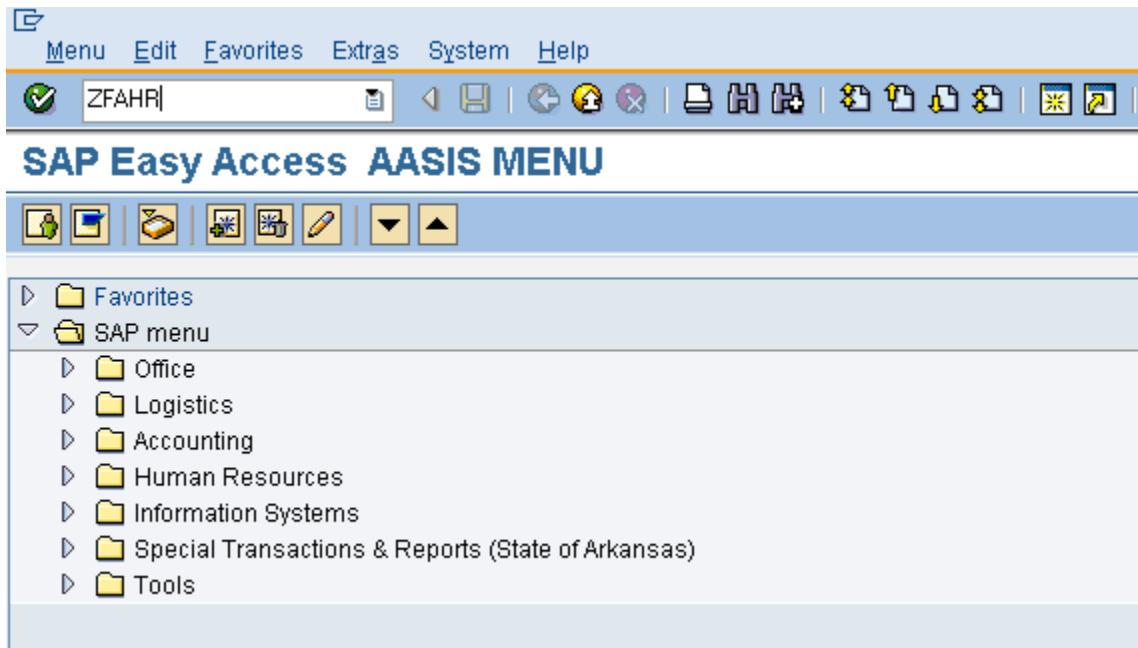 Menu Edit Favorites Extras System Help
ZFAHR
SAP Easy Access AASIS MENU
Favorites
SAP menu
Office
Logistics
Accounting
Human Resources
Information Systems
Special Transactions & Reports (State of Arkansas)
Tools